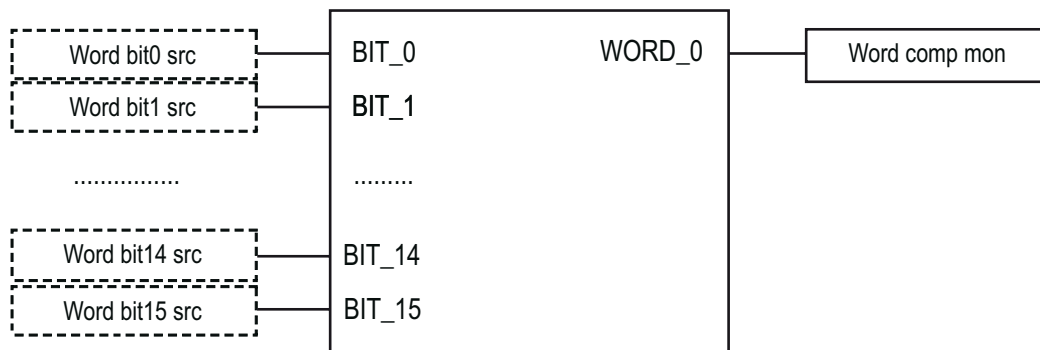 Word bit0 src BIT_0 WORD_0 Word comp mon
Word bit1 src BIT_1
................ .........
Word bit14 src BIT_14
Word bit15 src BIT_15